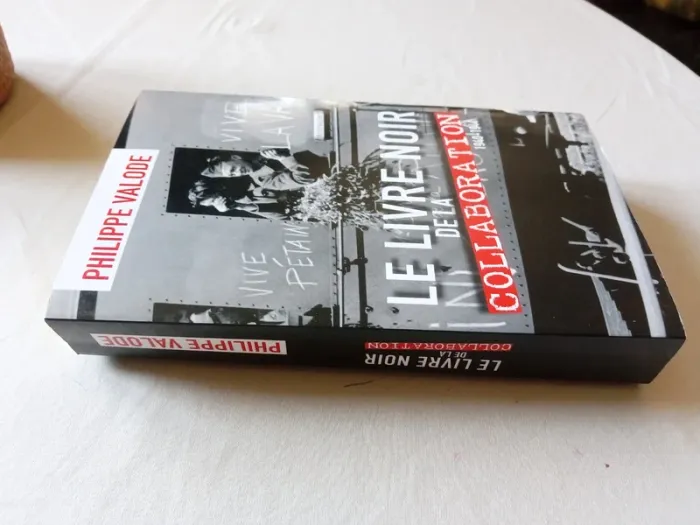 PHILIPPE VALODE
VIVE
LAVAL
VIVE
PÉTAIN
LE LIVRE NOIR
DE LA
COLLABORATION
1940-1944
PHILIPPE VALODE
LE LIVRE NOIR
DE LA
COLLABORATION